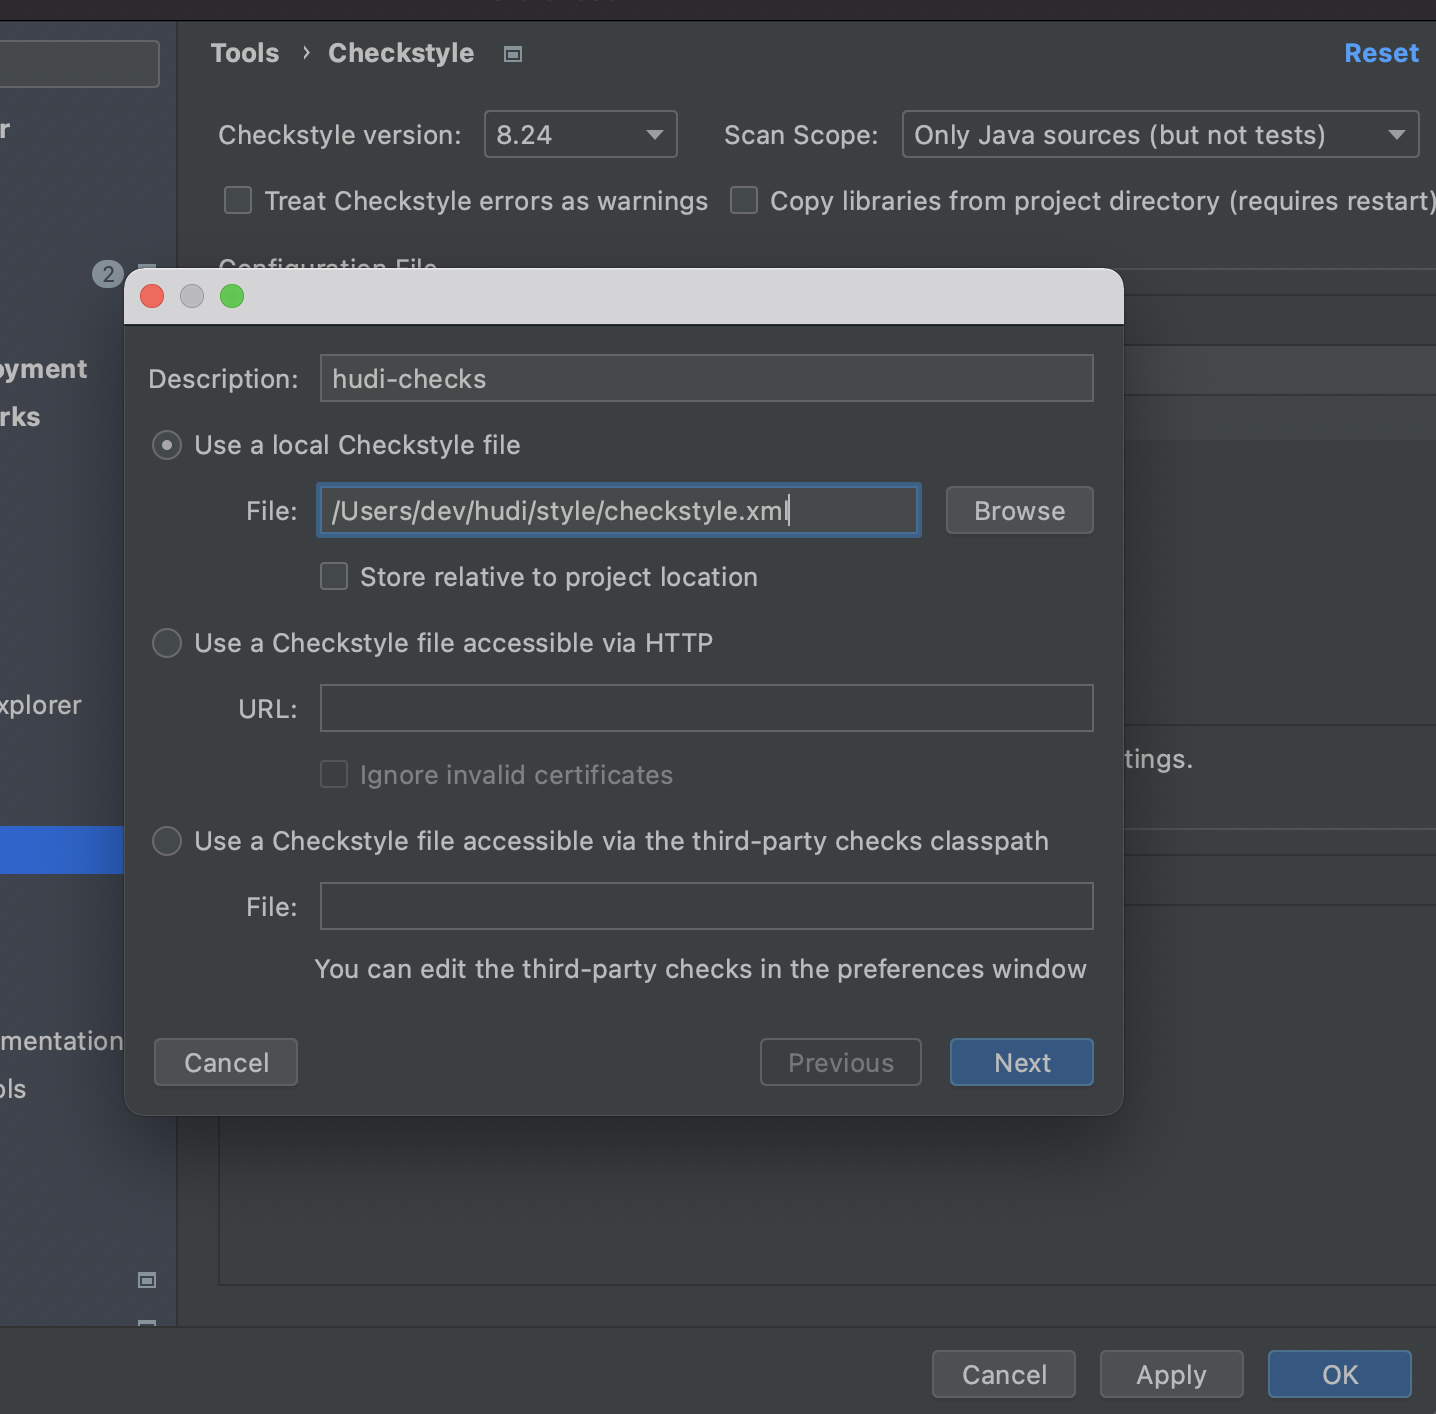 Tools › Checkstyle
Reset
Checkstyle version: 8.24 Scan Scope: Only Java sources (but not tests)
Treat Checkstyle errors as warnings Copy libraries from project directory (requires restart)
Configuration File
2
Description: hudi-checks
oyment
rks
Use a local Checkstyle file
File: /Users/dev/hudi/style/checkstyle.xml Browse
Store relative to project location
Use a Checkstyle file accessible via HTTP
xplorer
URL:
tings.
Ignore invalid certificates
Use a Checkstyle file accessible via the third-party checks classpath
File:
You can edit the third-party checks in the preferences window
mentation
Cancel Previous Next
ols
Cancel Apply OK